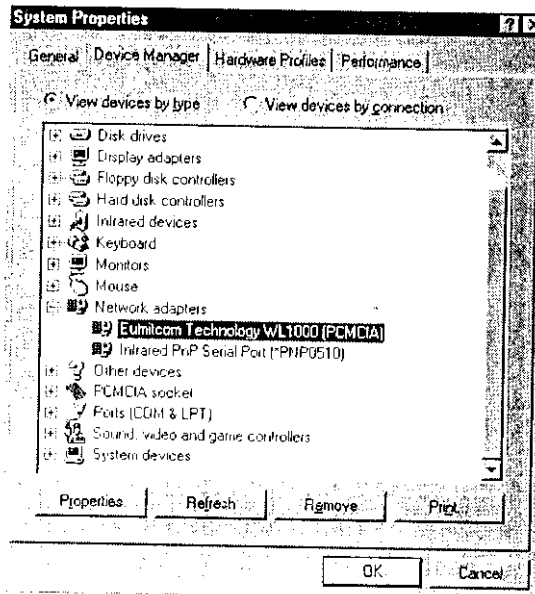 System Properties ? X
General Device Manager Hardware Profiles Performance
View devices by type View devices by connection
Disk drives
Display adapters
Floppy disk controllers
Hard disk controllers
Infrared devices
Keyboard
Monitors
Mouse
Network adapters
Eumitcom Technology WL1000 (PCMCIA)
Infrared PnP Serial Port (*PNP0510)
Other devices
PCMCIA socket
Ports (COM & LPT)
Sound, video and game controllers
System devices
Properties Refresh Remove Print...
OK Cancel